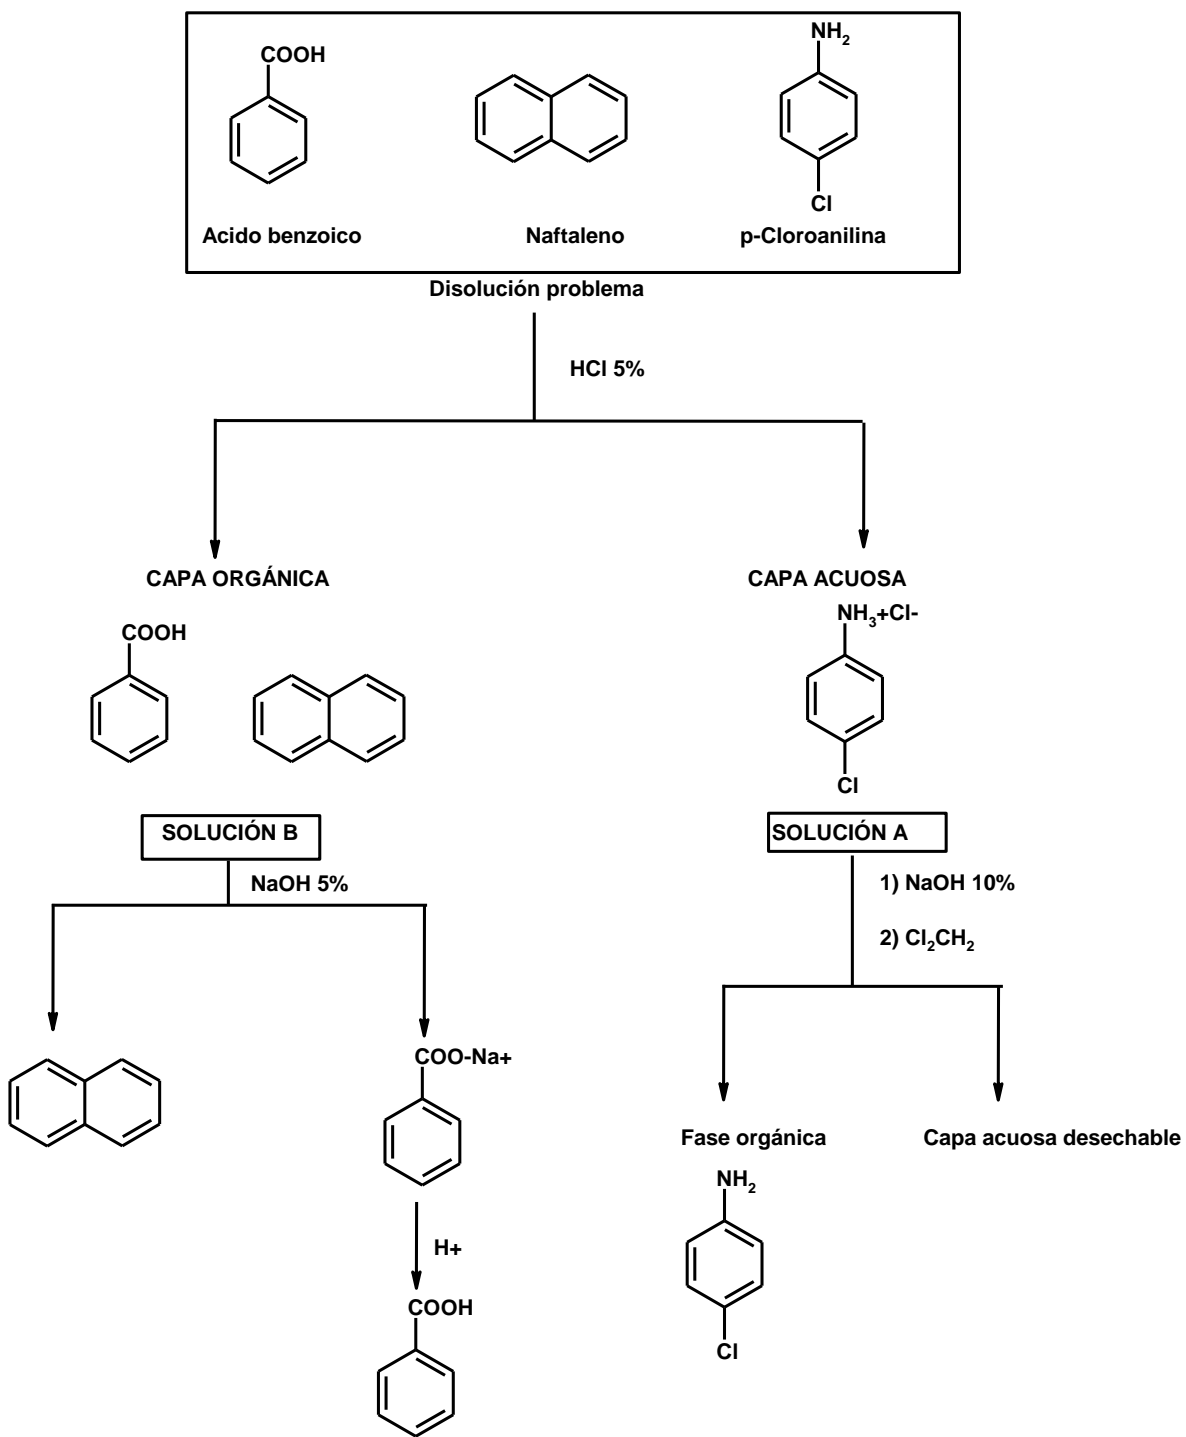 COOH
NH2
Cl
Acido benzoico
Naftaleno
p-Cloroanilina
Disolución problema
HCl 5%
CAPA ORGÁNICA
CAPA ACUOSA
COOH
NH3+Cl-
Cl
SOLUCIÓN B
SOLUCIÓN A
NaOH 5%
1) NaOH 10%
2) Cl2CH2
COO-Na+
Fase orgánica
Capa acuosa desechable
NH2
H+
COOH
Cl